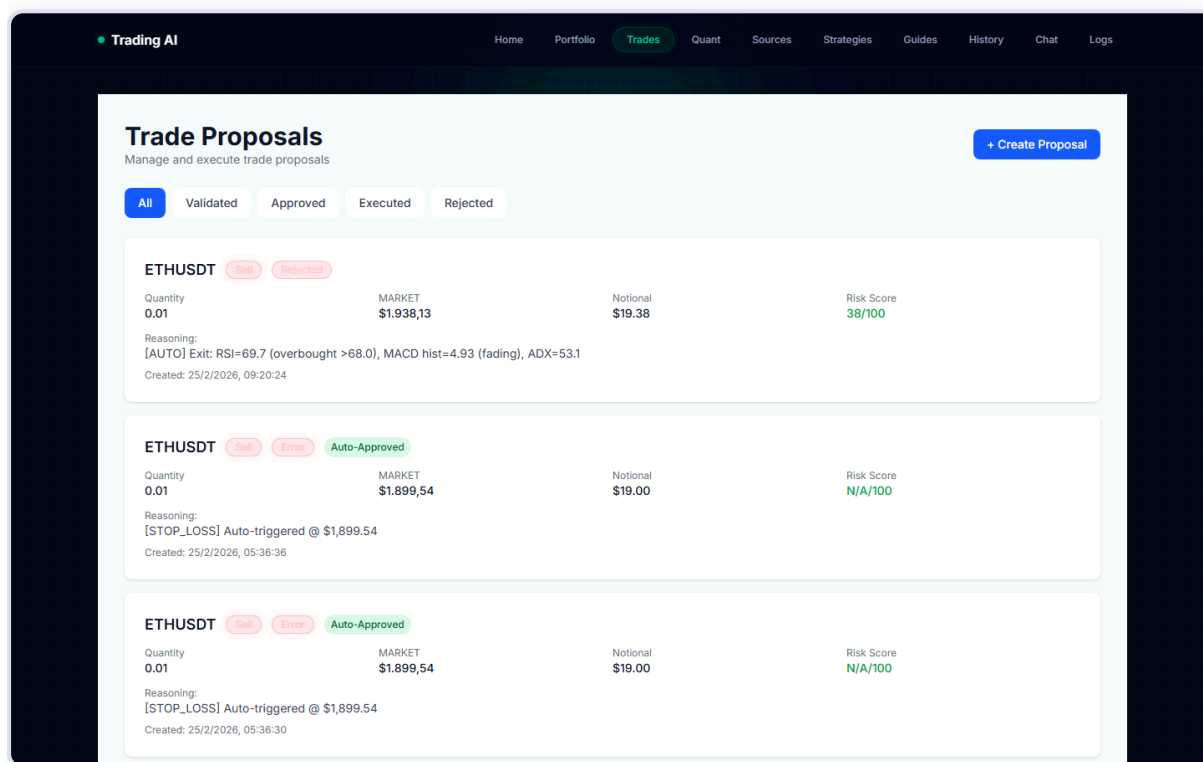 Trading AI
Home Portfolio Trades Quant Sources Strategies Guides History Chat Logs
Trade Proposals
Manage and execute trade proposals
+ Create Proposal
All Validated Approved Executed Rejected
ETHUSDT Sell Rejected
Quantity MARKET Notional Risk Score
0.01 $1.938,13 $19.38 38/100
Reasoning:
[AUTO] Exit: RSI=69.7 (overbought >68.0), MACD hist=4.93 (fading), ADX=53.1
Created: 25/2/2026, 09:20:24
ETHUSDT Sell Error Auto-Approved
Quantity MARKET Notional Risk Score
0.01 $1.899,54 $19.00 N/A/100
Reasoning:
[STOP_LOSS] Auto-triggered @ $1,899.54
Created: 25/2/2026, 05:36:36
ETHUSDT Sell Error Auto-Approved
Quantity MARKET Notional Risk Score
0.01 $1.899,54 $19.00 N/A/100
Reasoning:
[STOP_LOSS] Auto-triggered @ $1,899.54
Created: 25/2/2026, 05:36:30